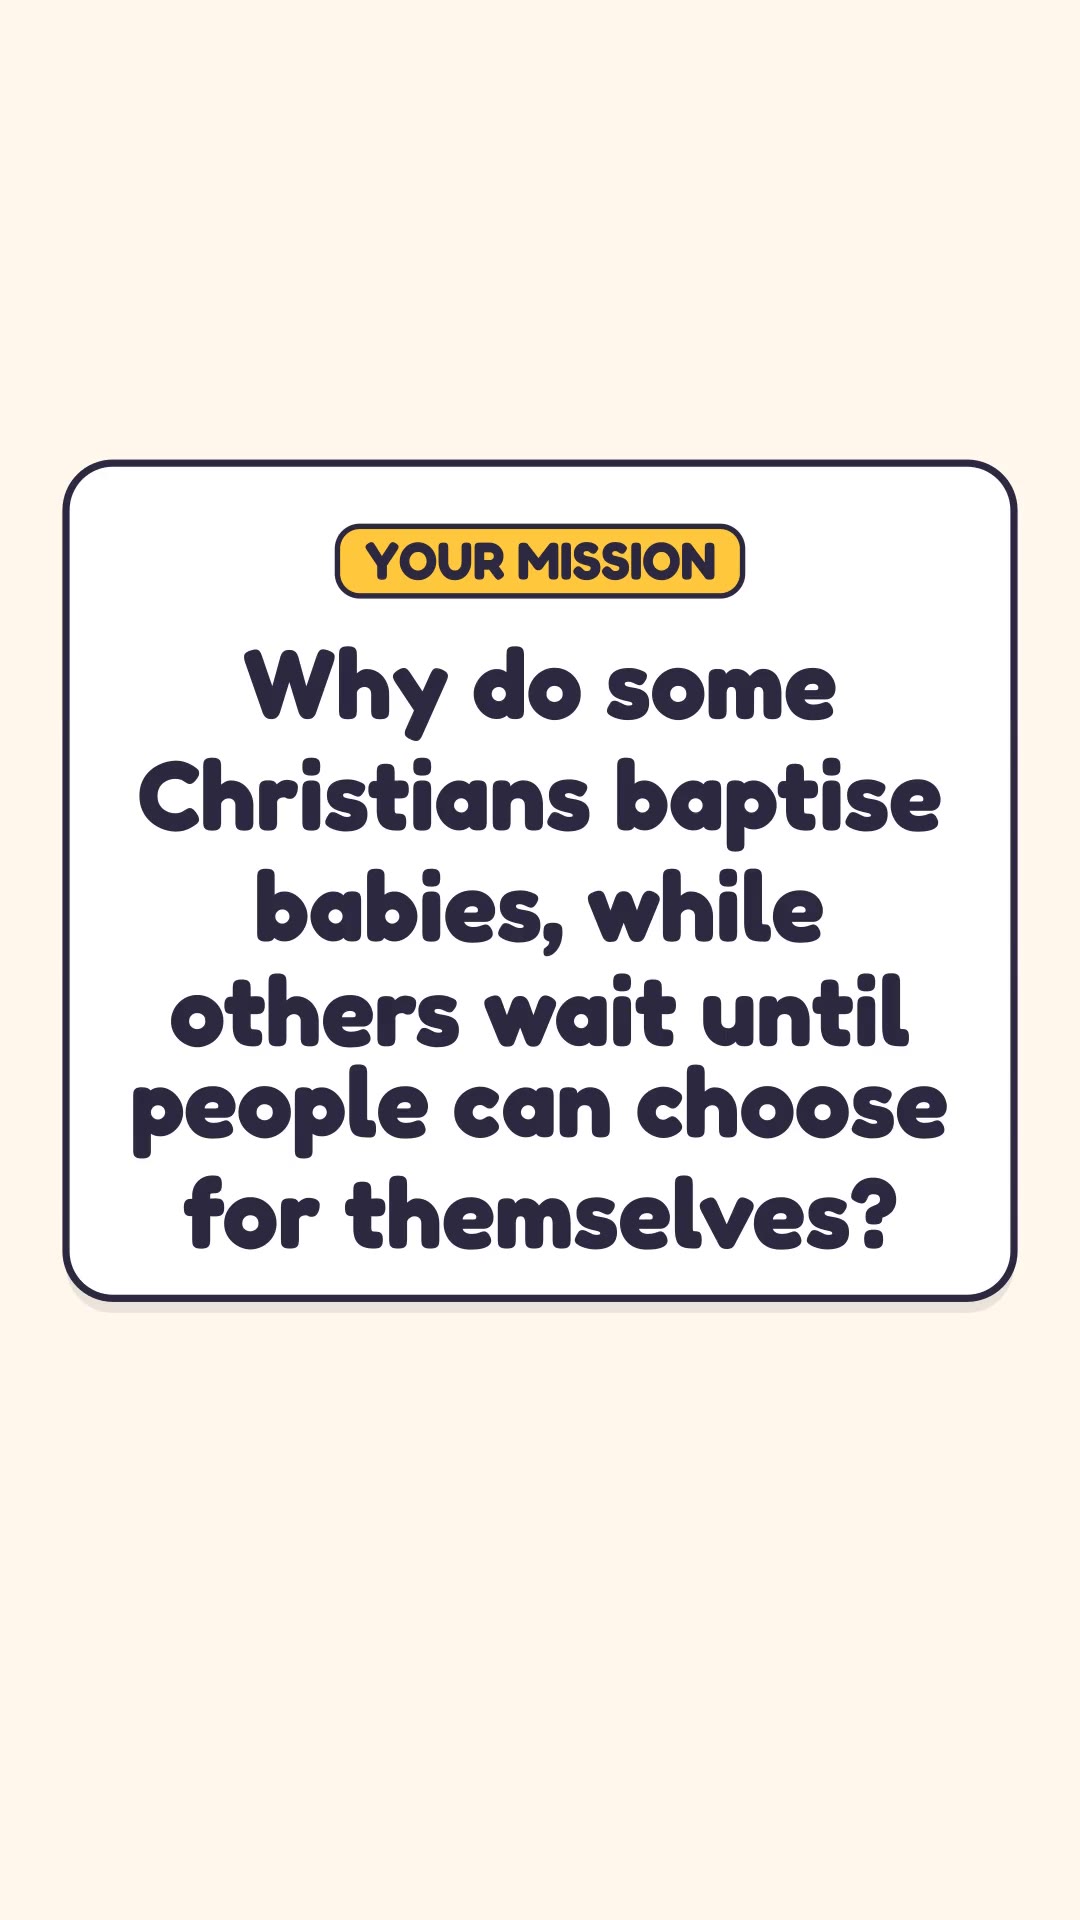 YOUR MISSION
Why do some
Christians baptise
babies, while
others wait until
people can choose
for themselves?